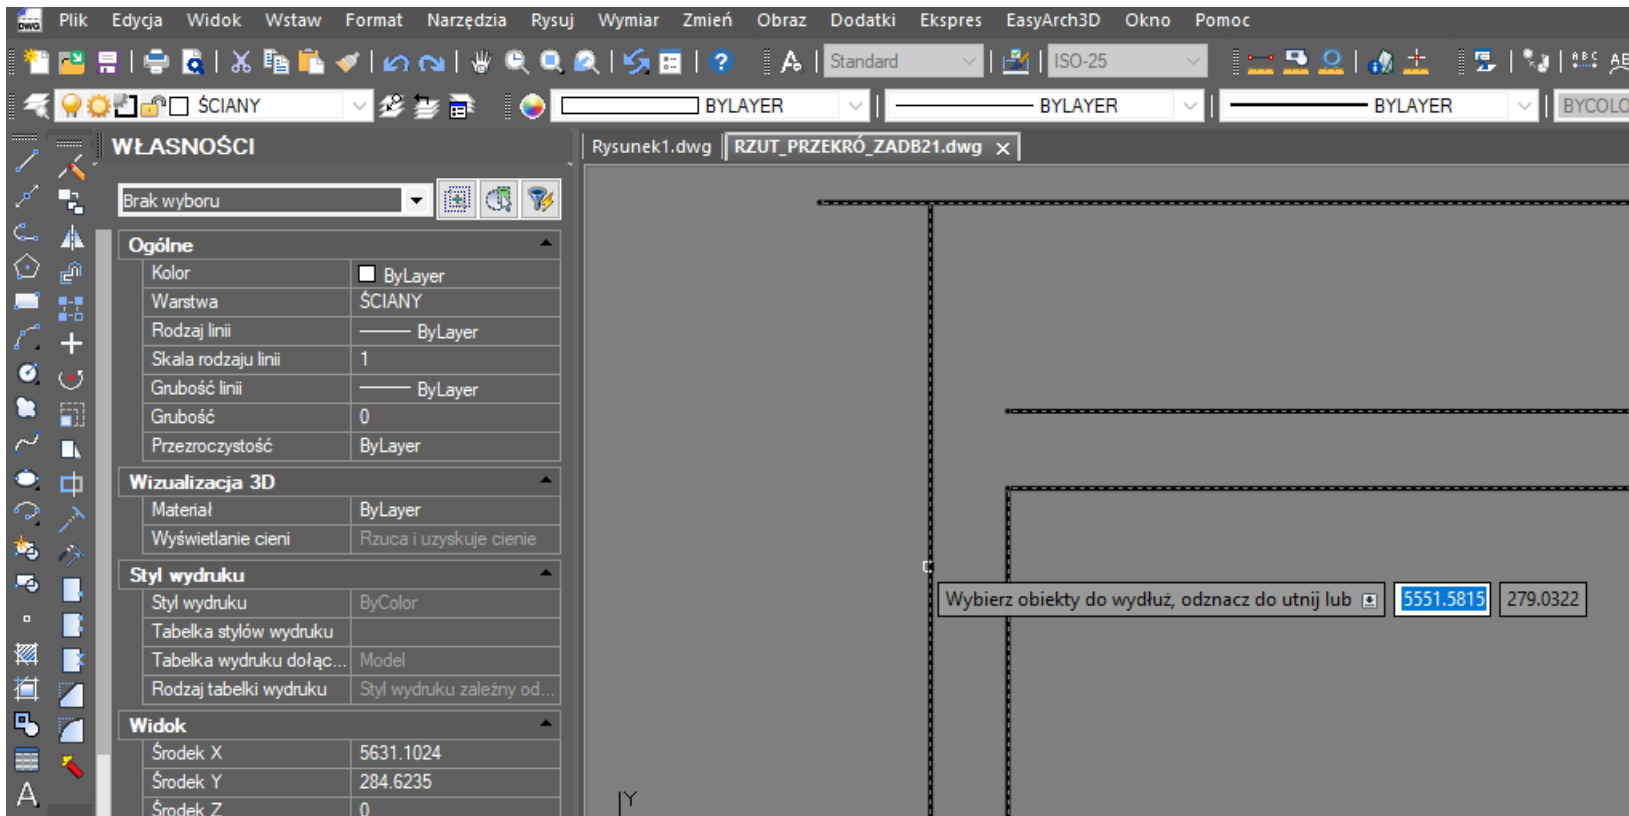 DWG Plik Edycja Widok Wstaw Format Narzędzia Rysuj Wymiar Zmień Obraz Dodatki Ekspres EasyArch3D Okno Pomoc
Standard ISO-25 ABC
ŚCIANY BYLAYER BYLAYER BYLAYER BYCOLO
WŁASNOŚCI
Rysunek1.dwg RZUT_PRZEKRÓ_ZADB21.dwg
Brak wyboru
Ogólne
Kolor ByLayer
Warstwa ŚCIANY
Rodzaj linii ByLayer
Skala rodzaju linii 1
Grubość linii ByLayer
Grubość 0
Przezroczystość ByLayer
Wizualizacja 3D
Materiał ByLayer
Wyświetlanie cieni Rzuca i uzyskuje cienie
Styl wydruku
Styl wydruku ByColor
Tabelka stylów wydruku
Tabelka wydruku dołąc... Model
Rodzaj tabelki wydruku Styl wydruku zależny od...
Widok
Środek X 5631.1024
Środek Y 284.6235
Środek Z 0
Wybierz obiekty do wydłuż, odznacz do utnij lub 5551.5815 279.0322
Y
A